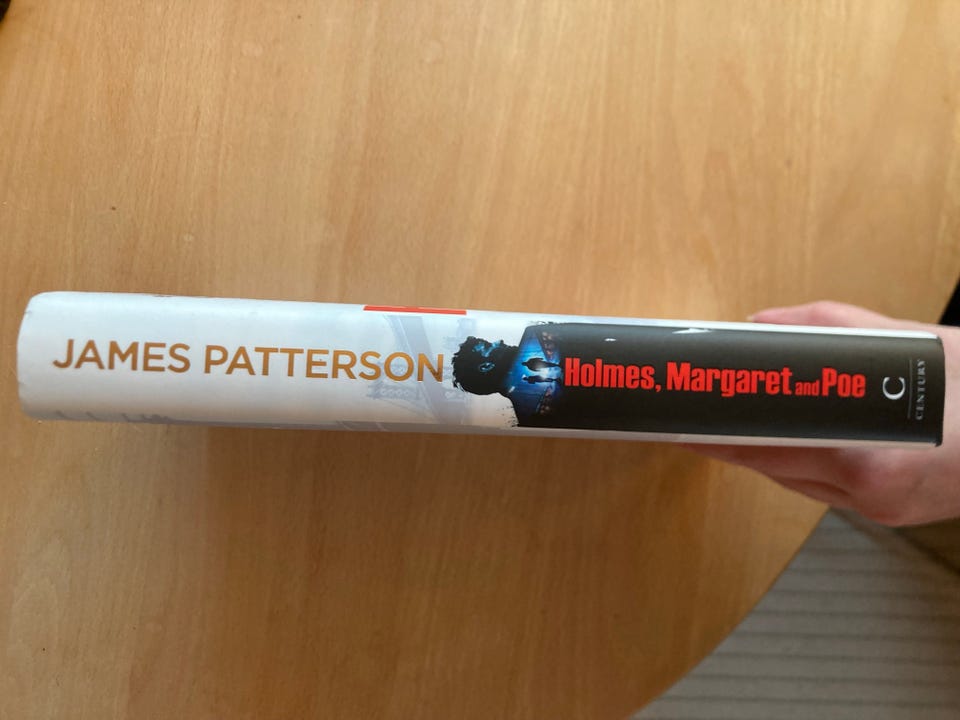 JAMES PATTERSON
Holmes, Margaret and Poe
C
CENTURY